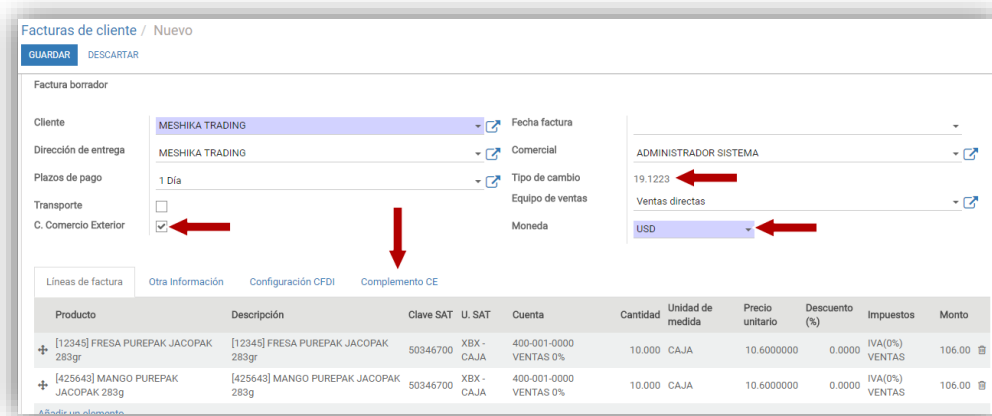 Facturas de cliente / Nuevo
GUARDAR DESCARTAR
Factura borrador
Cliente MESHIKA TRADING Fecha factura
Dirección de entrega MESHIKA TRADING Comercial ADMINISTRADOR SISTEMA
Plazos de pago 1 Día Tipo de cambio 19.1223
Transporte Equipo de ventas Ventas directas
C. Comercio Exterior Moneda USD
Líneas de factura Otra Información Configuración CFDI Complemento CE
Producto Descripción Clave SAT U. SAT Cuenta Cantidad Unidad de medida Precio unitario Descuento (%) Impuestos Monto
[12345] FRESA PUREPAK JACOPAK 283gr [12345] FRESA PUREPAK JACOPAK 283gr 50346700 XBX - CAJA 400-001-0000 VENTAS 0% 10.000 CAJA 10.6000000 0.0000 IVA(0%) VENTAS 106.00
[425643] MANGO PUREPAK JACOPAK 283g [425643] MANGO PUREPAK JACOPAK 283g 50346700 XBX - CAJA 400-001-0000 VENTAS 0% 10.000 CAJA 10.6000000 0.0000 IVA(0%) VENTAS 106.00
Añadir un elemento